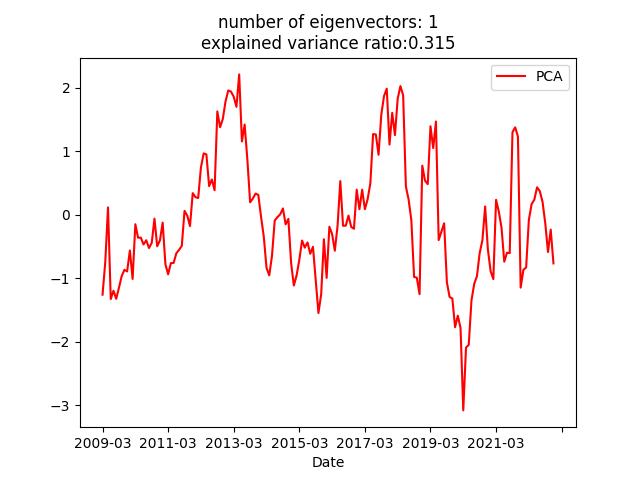 number of eigenvectors: 1
explained variance ratio:0.315
PCA
2
1
0
−1
−2
−3
2009-03 2011-03 2013-03 2015-03 2017-03 2019-03 2021-03
Date